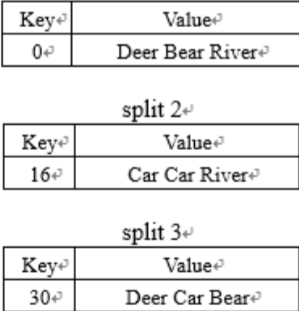 Key Value
0 Deer Bear River
split 2
Key Value
16 Car Car River
split 3
Key Value
30 Deer Car Bear